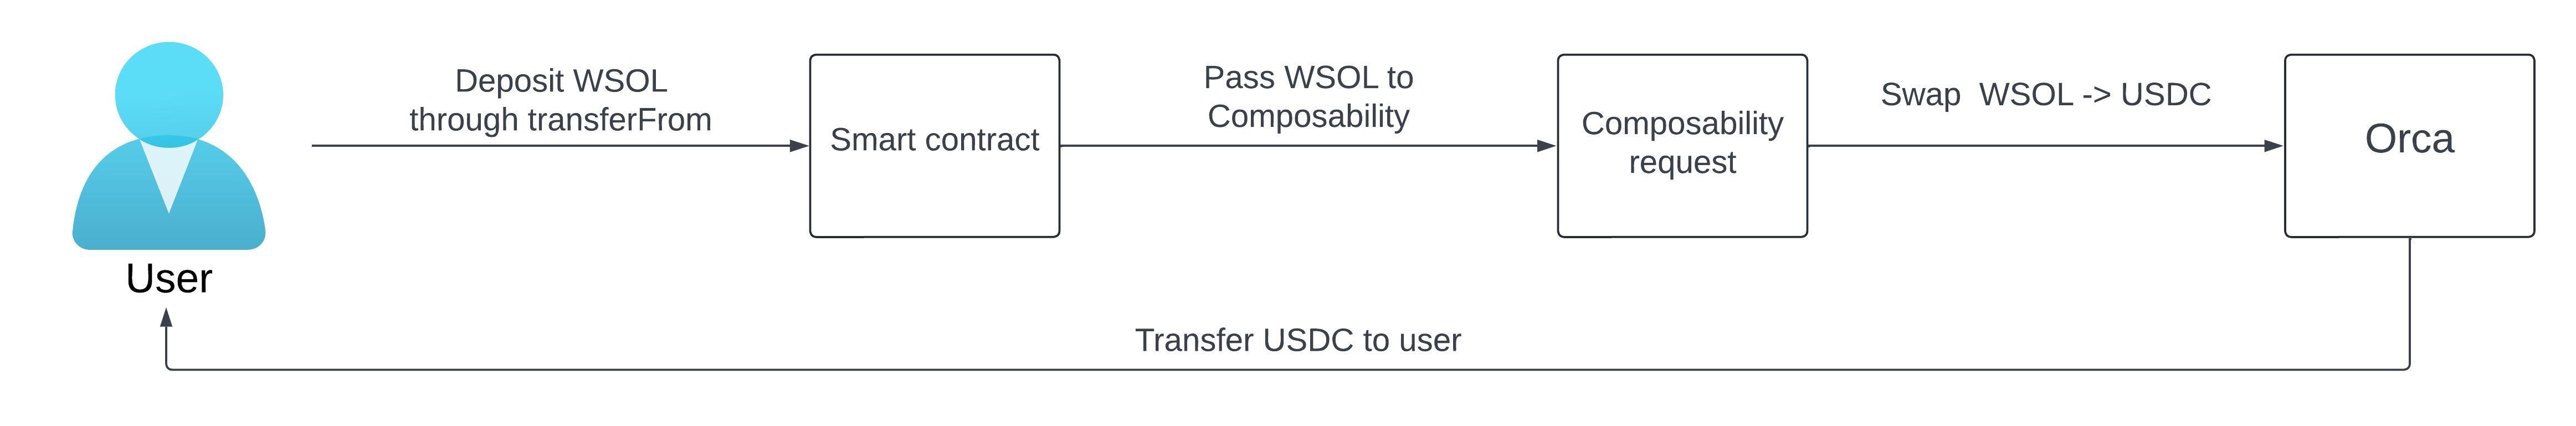 Deposit WSOL
through transferFrom
Smart contract
Pass WSOL to
Composability
Composability
request
Swap  WSOL -> USDC
Orca
User
Transfer USDC to user